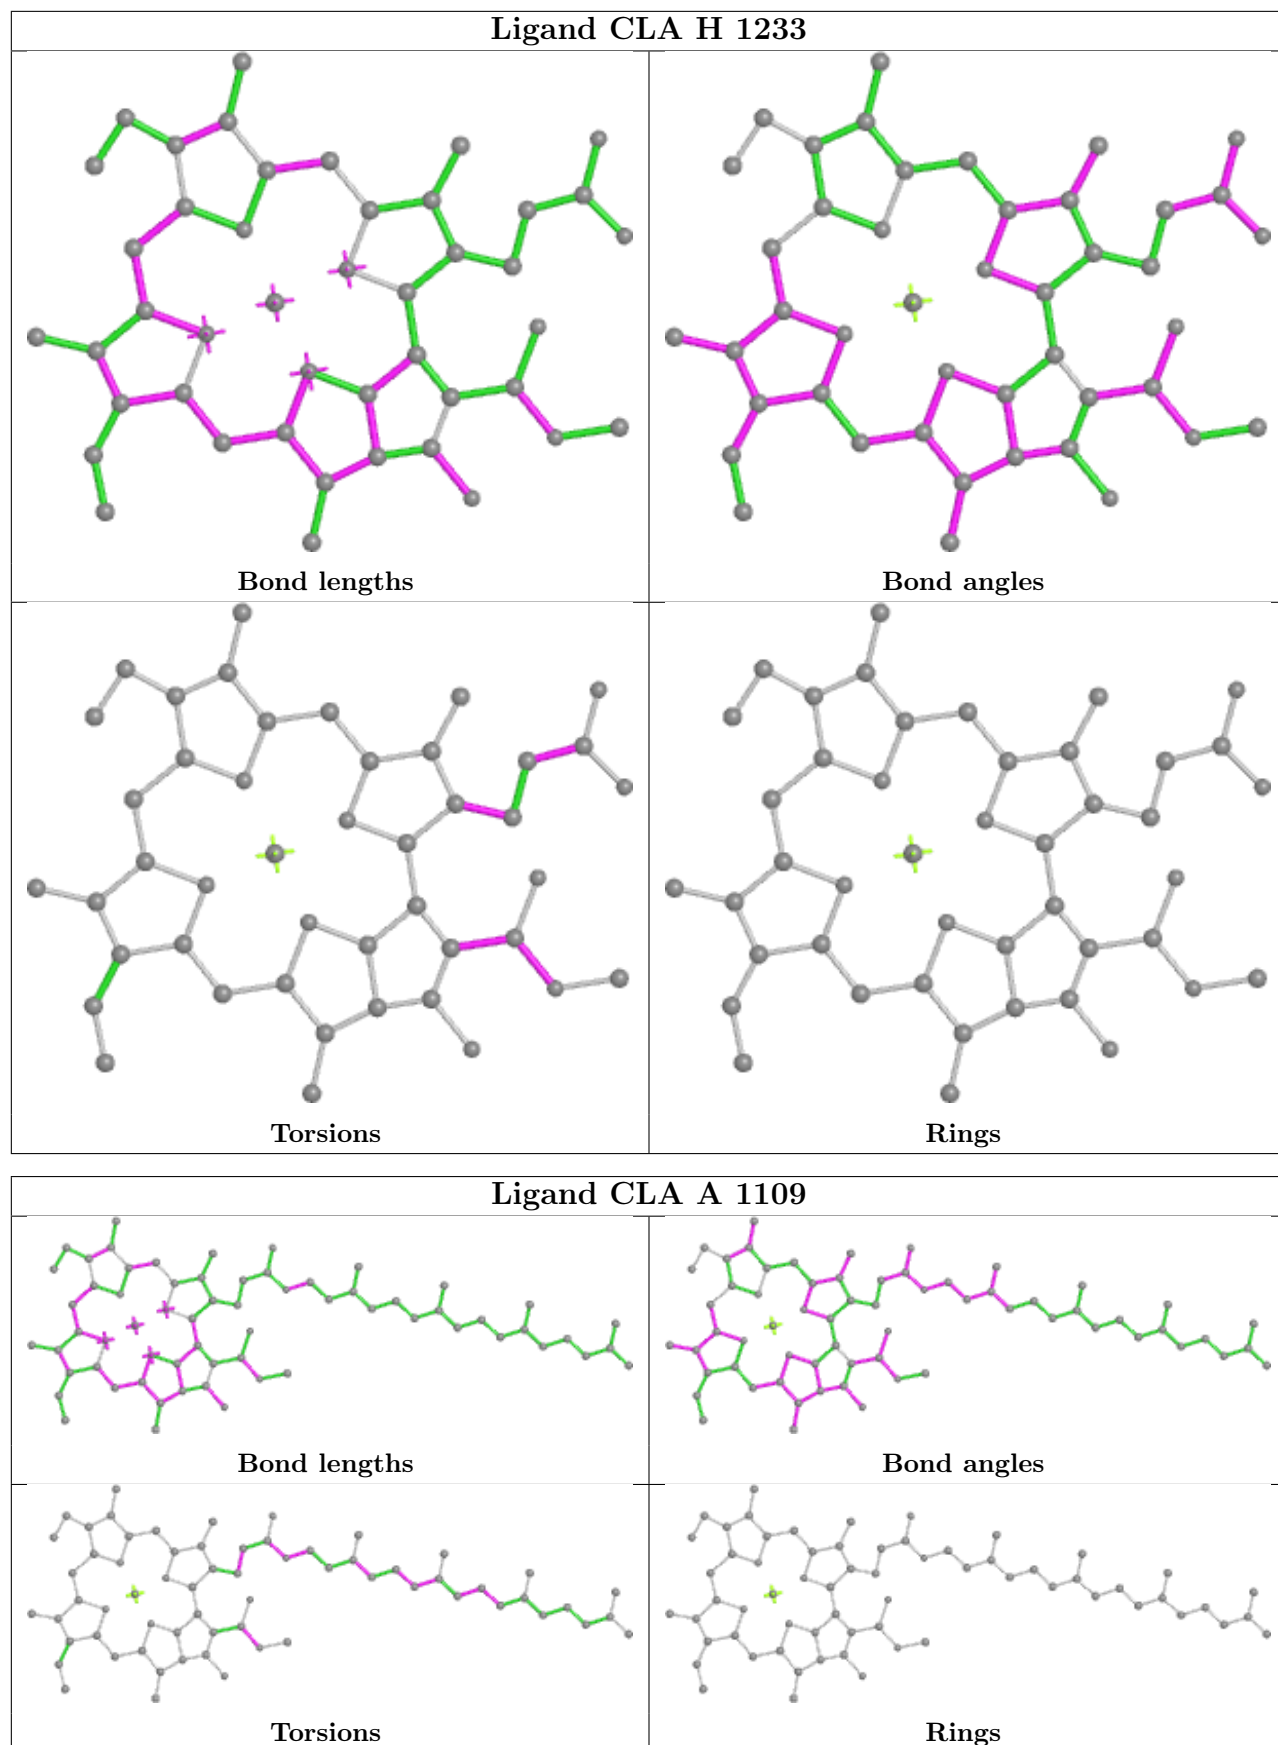 Ligand CLA H 1233
Bond lengths
Bond angles
Torsions
Rings
Ligand CLA A 1109
Bond lengths
Bond angles
Torsions
Rings